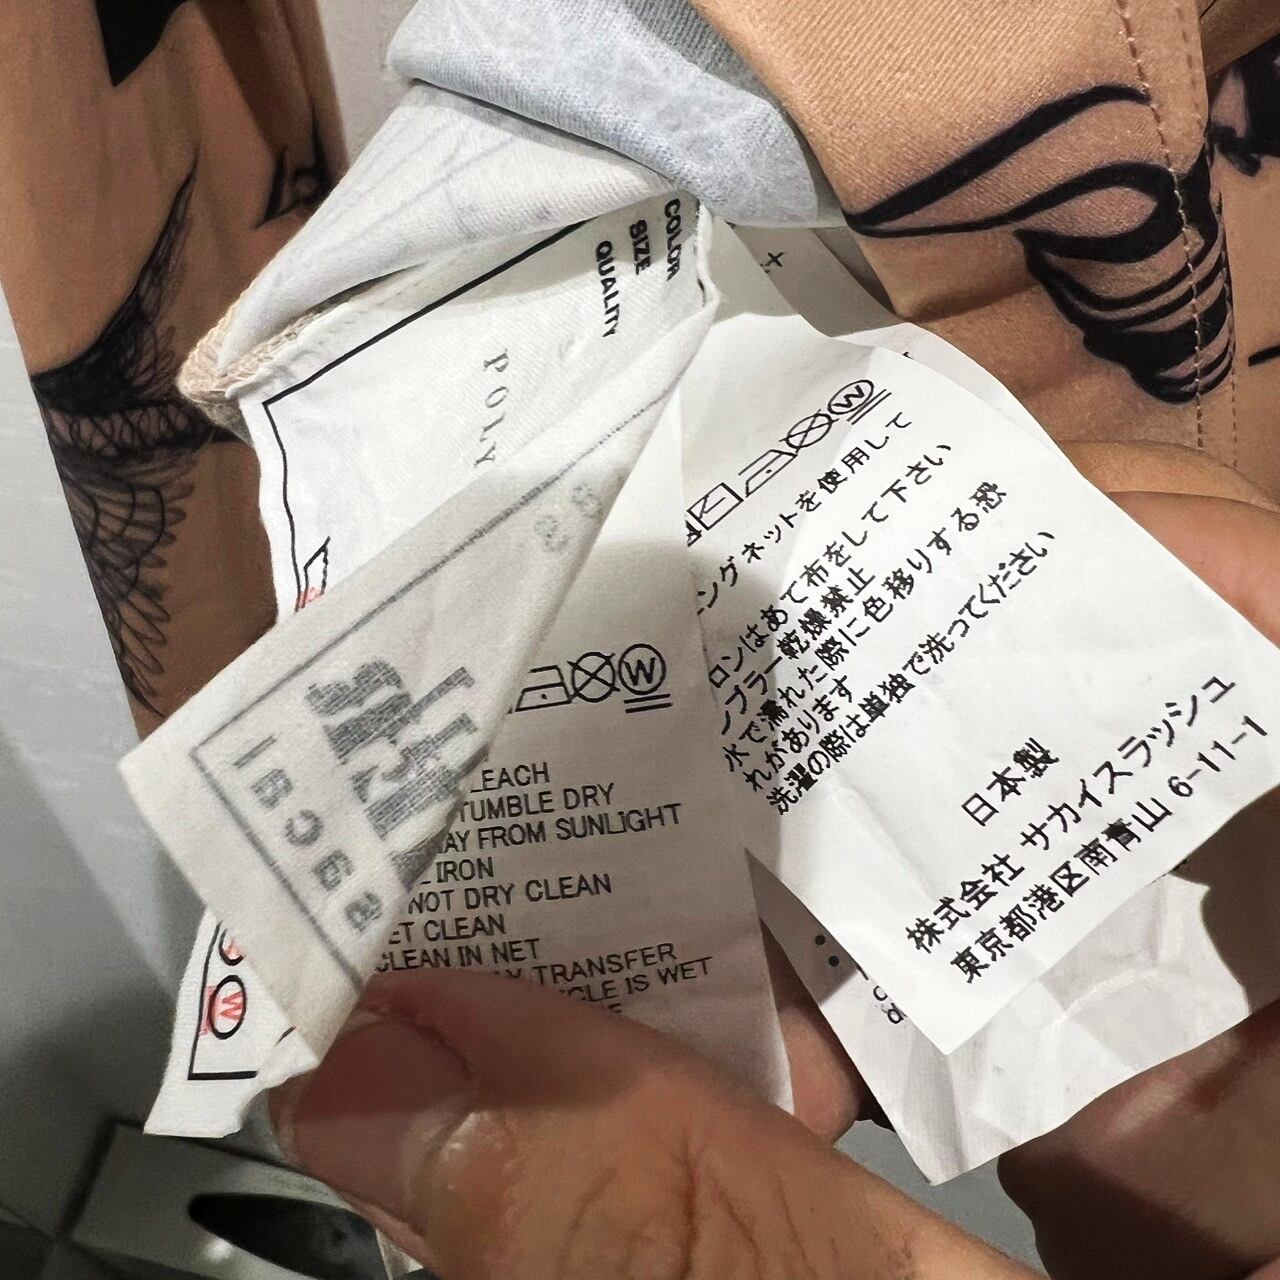 COLOR
SIZE
QUALITY
POLY
sacai
W
LEACH
TUMBLE DRY
AY FROM SUNLIGHT
IRON
NOT DRY CLEAN
ET CLEAN
CLEAN IN NET
Y TRANSFER
CLE IS WET
W
W
ングネットを使用して
ロンはあて布をして下さい
ンブラー乾燥禁止
水で濡れた際に色移りする恐
れがあります
洗濯の際は単独で洗ってください
日本製
株式会社 サカイスラッシュ
東京都港区南青山 6-11-1